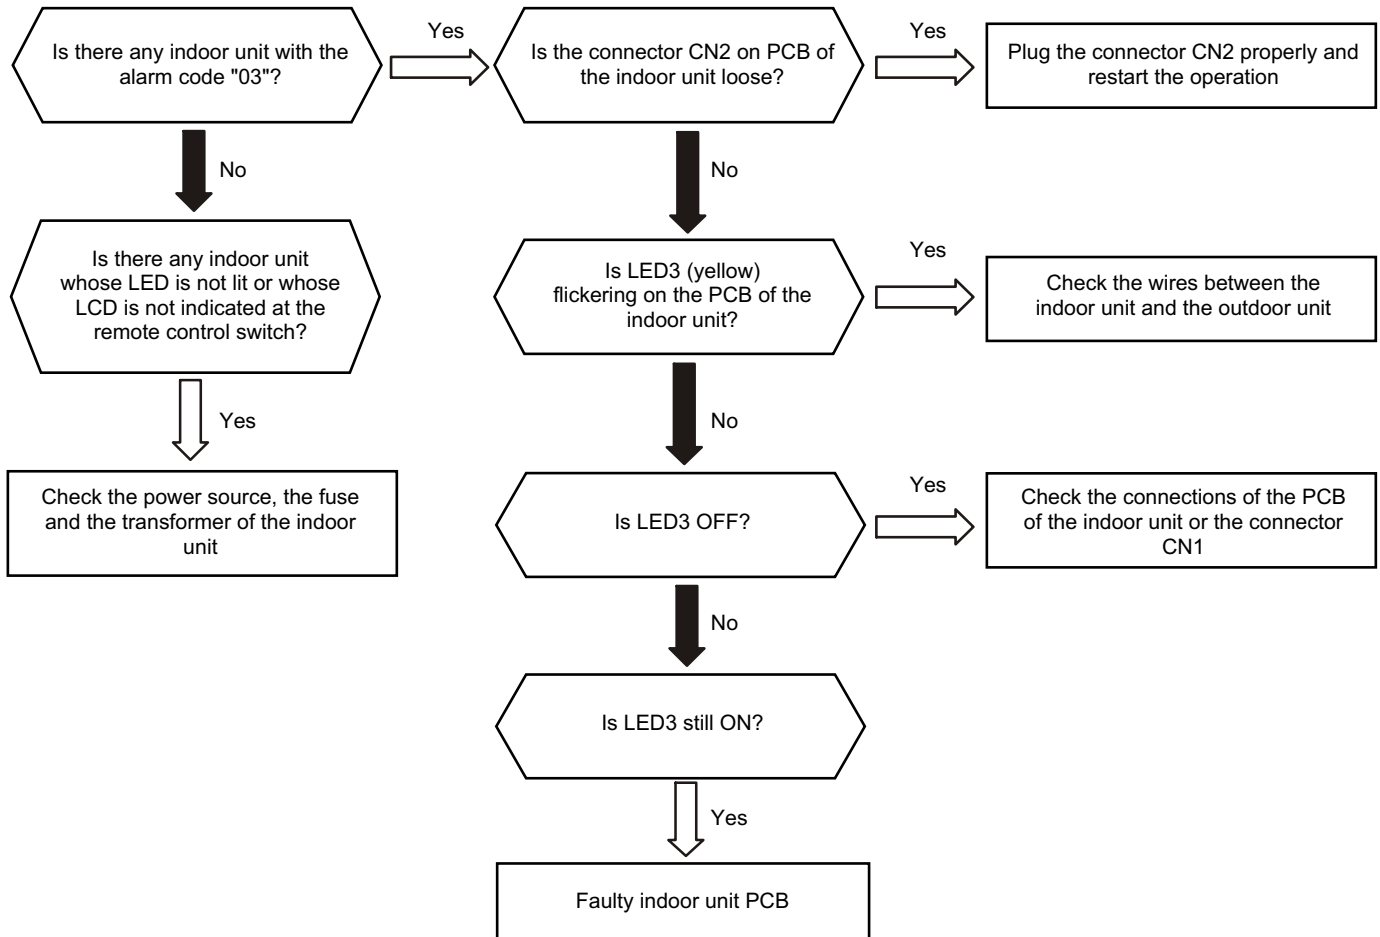 Is there any indoor unit with the
alarm code "03"?
Yes
Is the connector CN2 on PCB of
the indoor unit loose?
Yes
Plug the connector CN2 properly and
restart the operation
No
No
Is there any indoor unit
whose LED is not lit or whose
LCD is not indicated at the
remote control switch?
Is LED3 (yellow)
flickering on the PCB of the
indoor unit?
Yes
Check the wires between the
indoor unit and the outdoor unit
Yes
No
Check the power source, the fuse
and the transformer of the indoor
unit
Is LED3 OFF?
Yes
Check the connections of the PCB
of the indoor unit or the connector
CN1
No
Is LED3 still ON?
Yes
Faulty indoor unit PCB